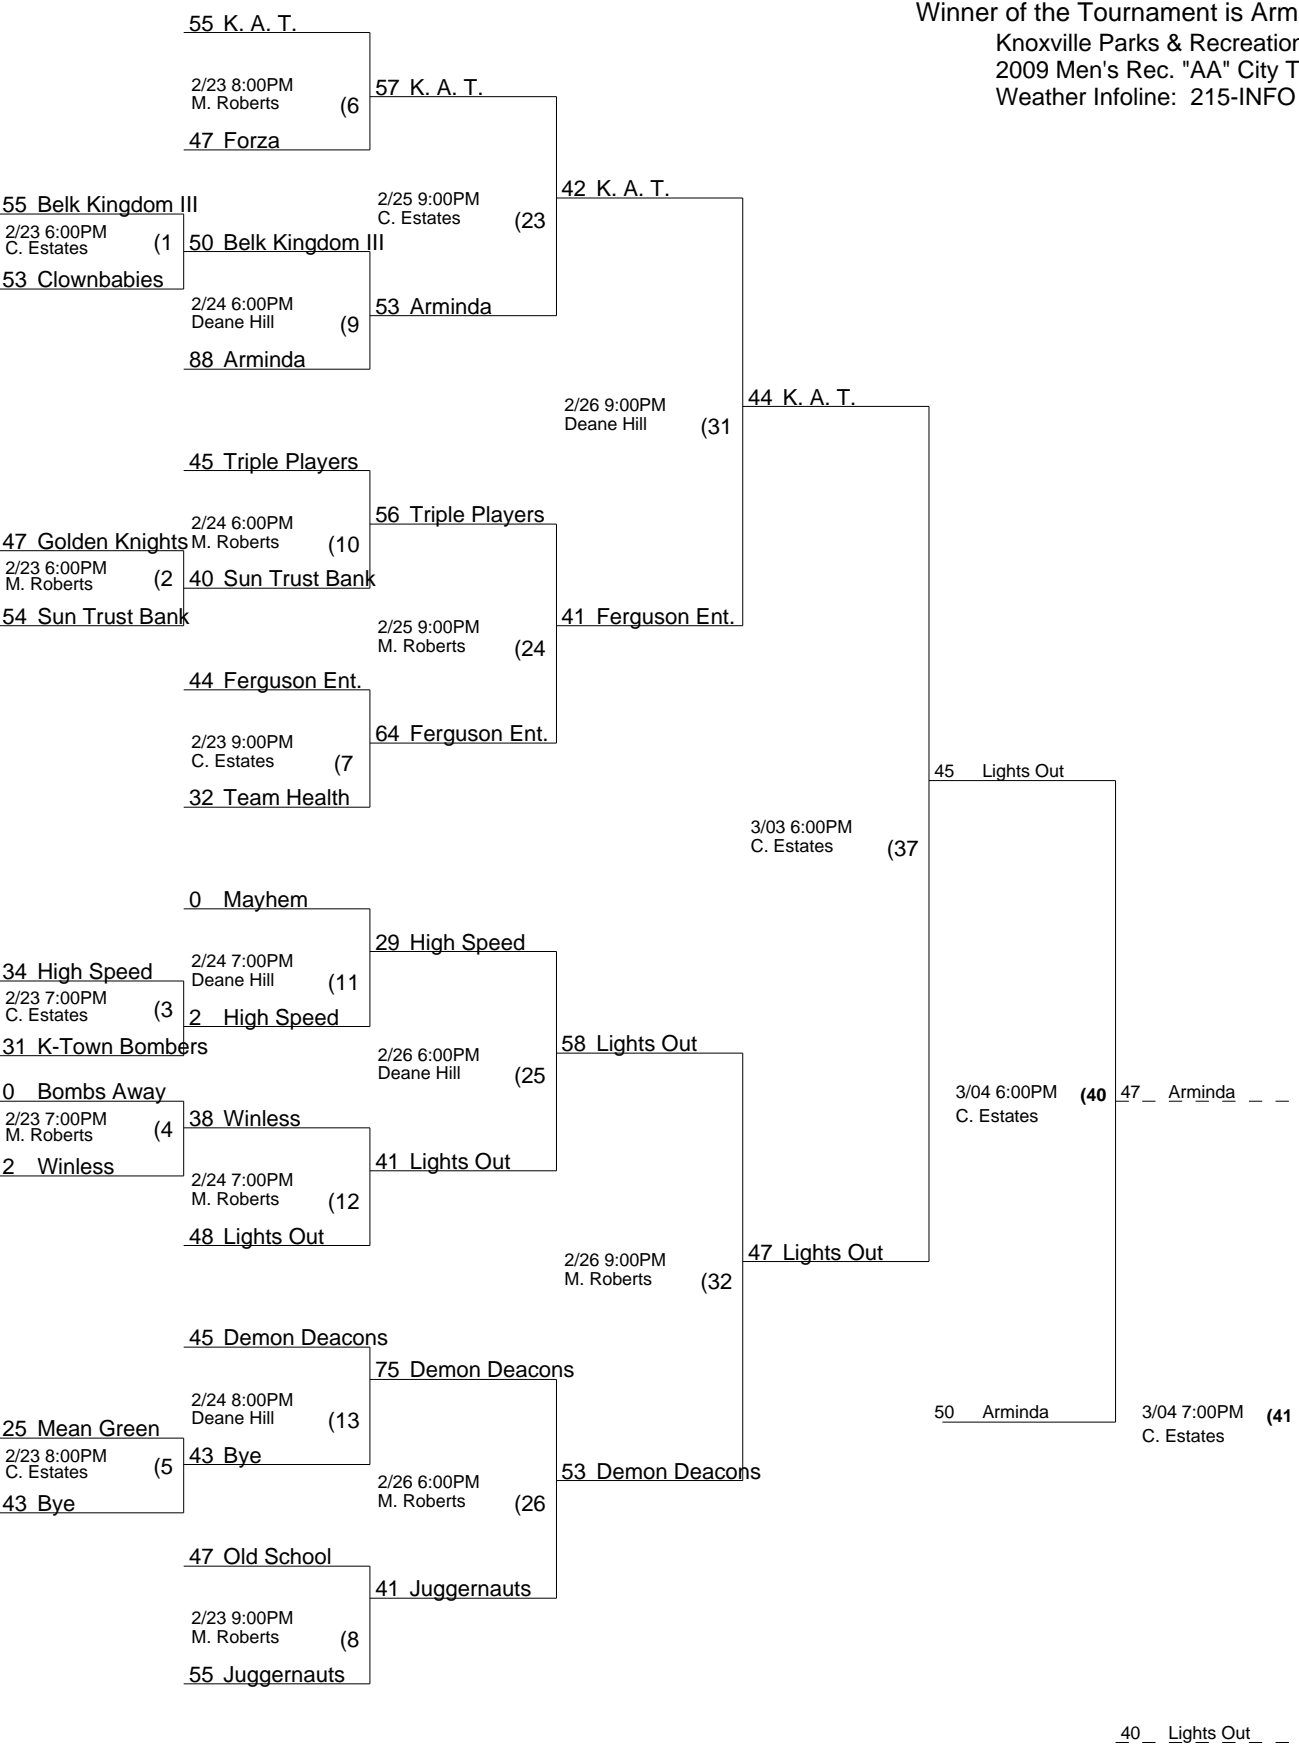 Winner of the Tournament is Arm
Knoxville Parks & Recreation
2009 Men's Rec. "AA" City T
Weather Infoline: 215-INFO
55 K. A. T.
2/23 8:00PM
M. Roberts (6
57 K. A. T.
47 Forza
55 Belk Kingdom III
2/23 6:00PM
C. Estates (1
50 Belk Kingdom III
53 Clownbabies
2/25 9:00PM
C. Estates (23
42 K. A. T.
2/24 6:00PM
Deane Hill (9
53 Arminda
88 Arminda
2/26 9:00PM
Deane Hill (31
44 K. A. T.
45 Triple Players
2/24 6:00PM
M. Roberts (10
56 Triple Players
47 Golden Knights
2/23 6:00PM
M. Roberts (2
40 Sun Trust Bank
54 Sun Trust Bank
2/25 9:00PM
M. Roberts (24
41 Ferguson Ent.
44 Ferguson Ent.
2/23 9:00PM
C. Estates (7
64 Ferguson Ent.
32 Team Health
45 Lights Out
3/03 6:00PM
C. Estates (37
0 Mayhem
2/24 7:00PM
Deane Hill (11
29 High Speed
34 High Speed
2/23 7:00PM
C. Estates (3
2 High Speed
31 K-Town Bombers
2/26 6:00PM
Deane Hill (25
58 Lights Out
0 Bombs Away
2/23 7:00PM
M. Roberts (4
38 Winless
2 Winless
2/24 7:00PM
M. Roberts (12
41 Lights Out
48 Lights Out
3/04 6:00PM (40
C. Estates
47 Arminda
2/26 9:00PM
M. Roberts (32
47 Lights Out
45 Demon Deacons
2/24 8:00PM
Deane Hill (13
75 Demon Deacons
25 Mean Green
2/23 8:00PM
C. Estates (5
43 Bye
43 Bye
2/26 6:00PM
M. Roberts (26
53 Demon Deacons
50 Arminda
3/04 7:00PM (41
C. Estates
47 Old School
2/23 9:00PM
M. Roberts (8
41 Juggernauts
55 Juggernauts
40 Lights Out